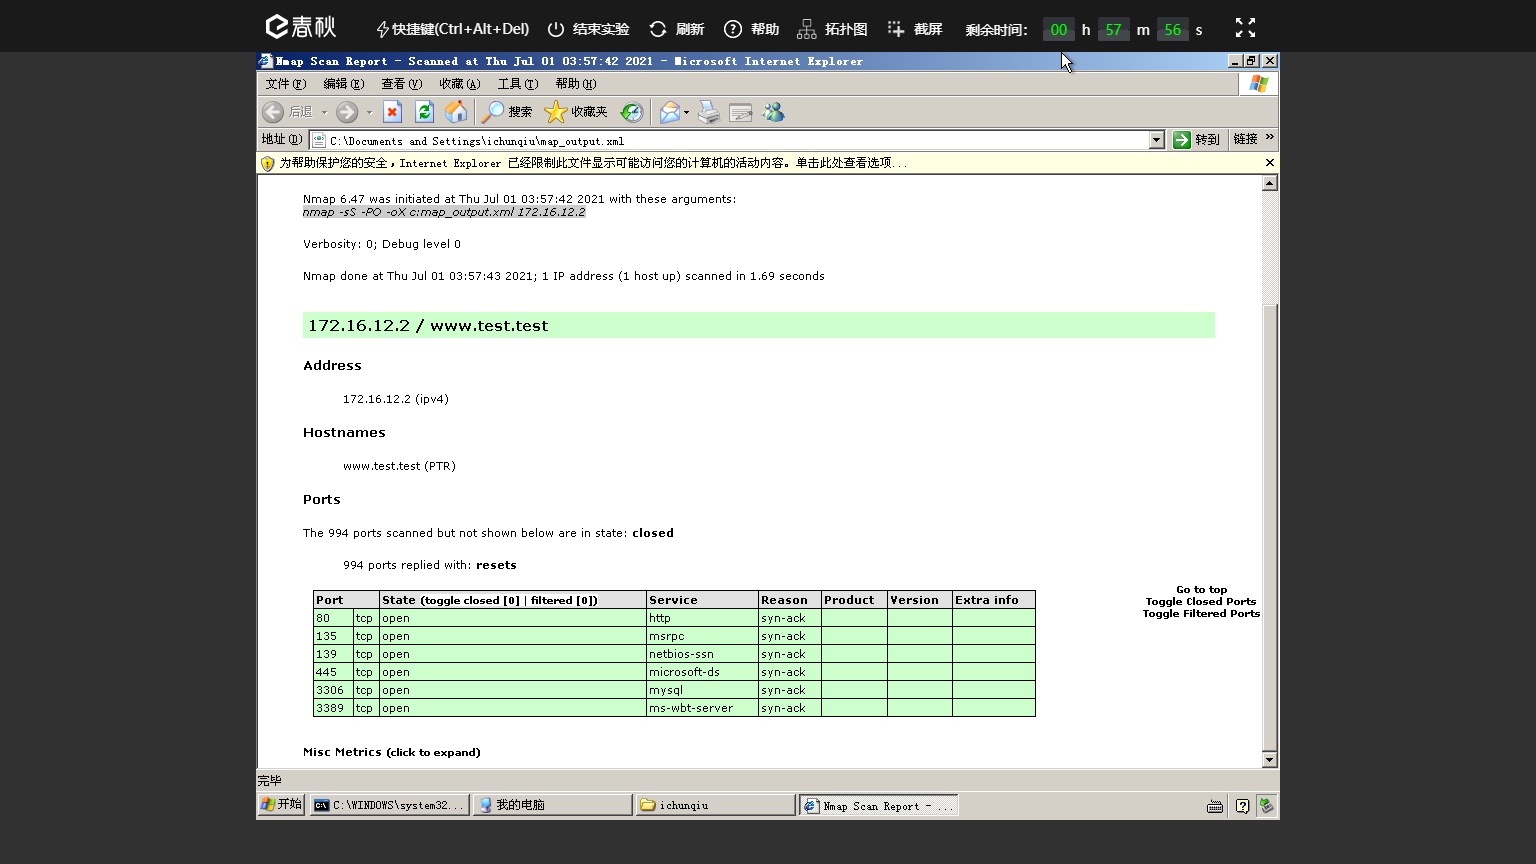 e春秋 快捷键(Ctrl+Alt+Del) 结束实验 刷新 帮助 拓扑图 截屏 剩余时间: 00 h 57 m 56 s
Nmap Scan Report - Scanned at Thu Jul 01 03:57:42 2021 - Microsoft Internet Explorer
文件(F) 编辑(E) 查看(V) 收藏(A) 工具(T) 帮助(H)
后退 搜索 收藏夹
地址(D) C:\Documents and Settings\ichunqiu\map_output.xml 转到 链接 »
为帮助保护您的安全，Internet Explorer 已经限制此文件显示可能访问您的计算机的活动内容。单击此处查看选项...
Nmap 6.47 was initiated at Thu Jul 01 03:57:42 2021 with these arguments:
nmap -sS -PO -oX c:map_output.xml 172.16.12.2
Verbosity: 0; Debug level 0
Nmap done at Thu Jul 01 03:57:43 2021; 1 IP address (1 host up) scanned in 1.69 seconds
172.16.12.2 / www.test.test
Address
172.16.12.2 (ipv4)
Hostnames
www.test.test (PTR)
Ports
The 994 ports scanned but not shown below are in state: closed
994 ports replied with: resets
Go to top
Toggle Closed Ports
Toggle Filtered Ports
Port State (toggle closed [0] | filtered [0]) Service Reason Product Version Extra info
80 tcp open http syn-ack
135 tcp open msrpc syn-ack
139 tcp open netbios-ssn syn-ack
445 tcp open microsoft-ds syn-ack
3306 tcp open mysql syn-ack
3389 tcp open ms-wbt-server syn-ack
Misc Metrics (click to expand)
完毕
开始 C:\WINDOWS\system32... 我的电脑 ichunqiu Nmap Scan Report - ...